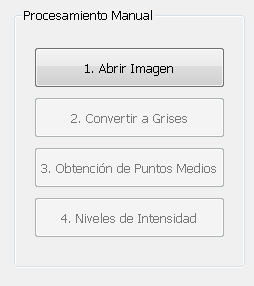 Procesamiento Manual
1. Abrir Imagen
2. Convertir a Grises
3. Obtención de Puntos Medios
4. Niveles de Intensidad